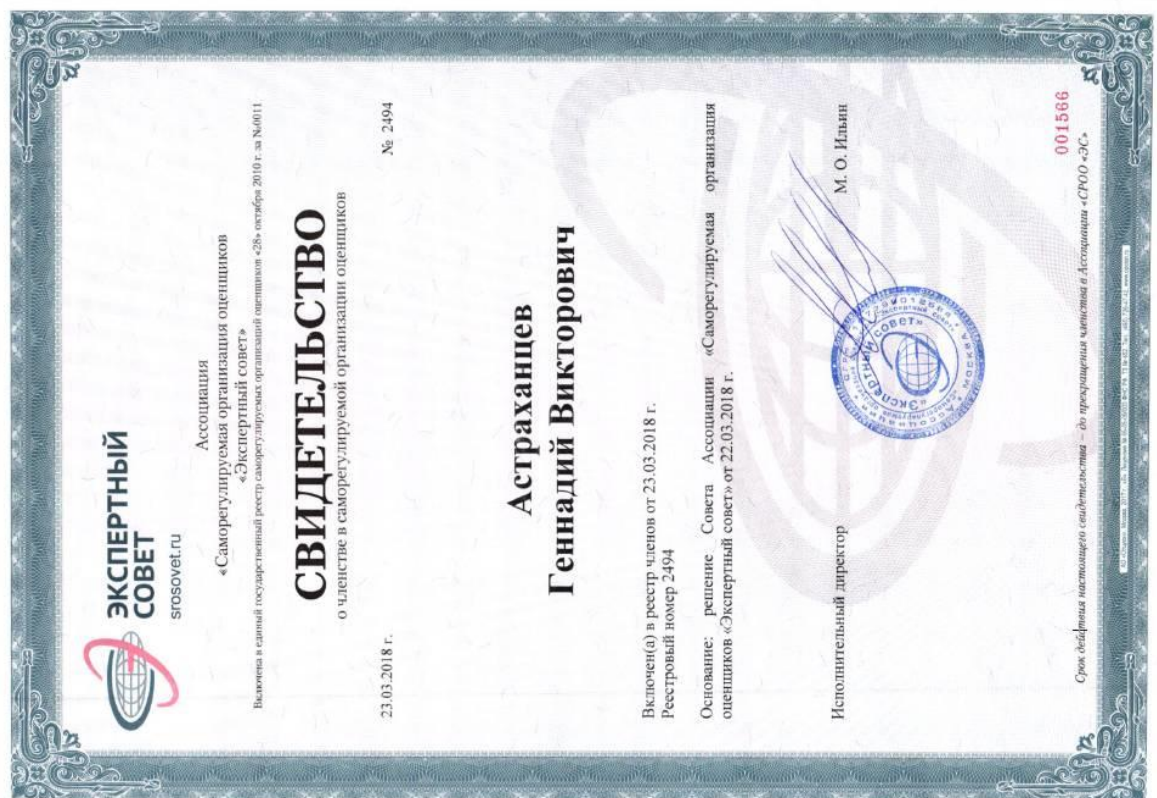 ЭКСПЕРТНЫЙ
СОВЕТ
srosovet.ru
Ассоциация
«Саморегулируемая организация оценщиков
«Экспертный совет»
Включена в единый государственный реестр саморегулируемых организаций оценщиков «28» октября 2010 г. за №0011
СВИДЕТЕЛЬСТВО
о членстве в саморегулируемой организации оценщиков
23.03.2018 г. № 2494
Астраханцев
Геннадий Викторович
Включен(а) в реестр членов от 23.03.2018 г.
Реестровый номер 2494
Основание: решение Совета Ассоциации «Саморегулируемая организация
оценщиков «Экспертный совет» от 22.03.2018 г.
Исполнительный директор М. О. Ильин
«Экспертный совет»
МОСКВА
001566
Срок действия настоящего свидетельства – до прекращения членства в Ассоциации «СРОО «ЭС»